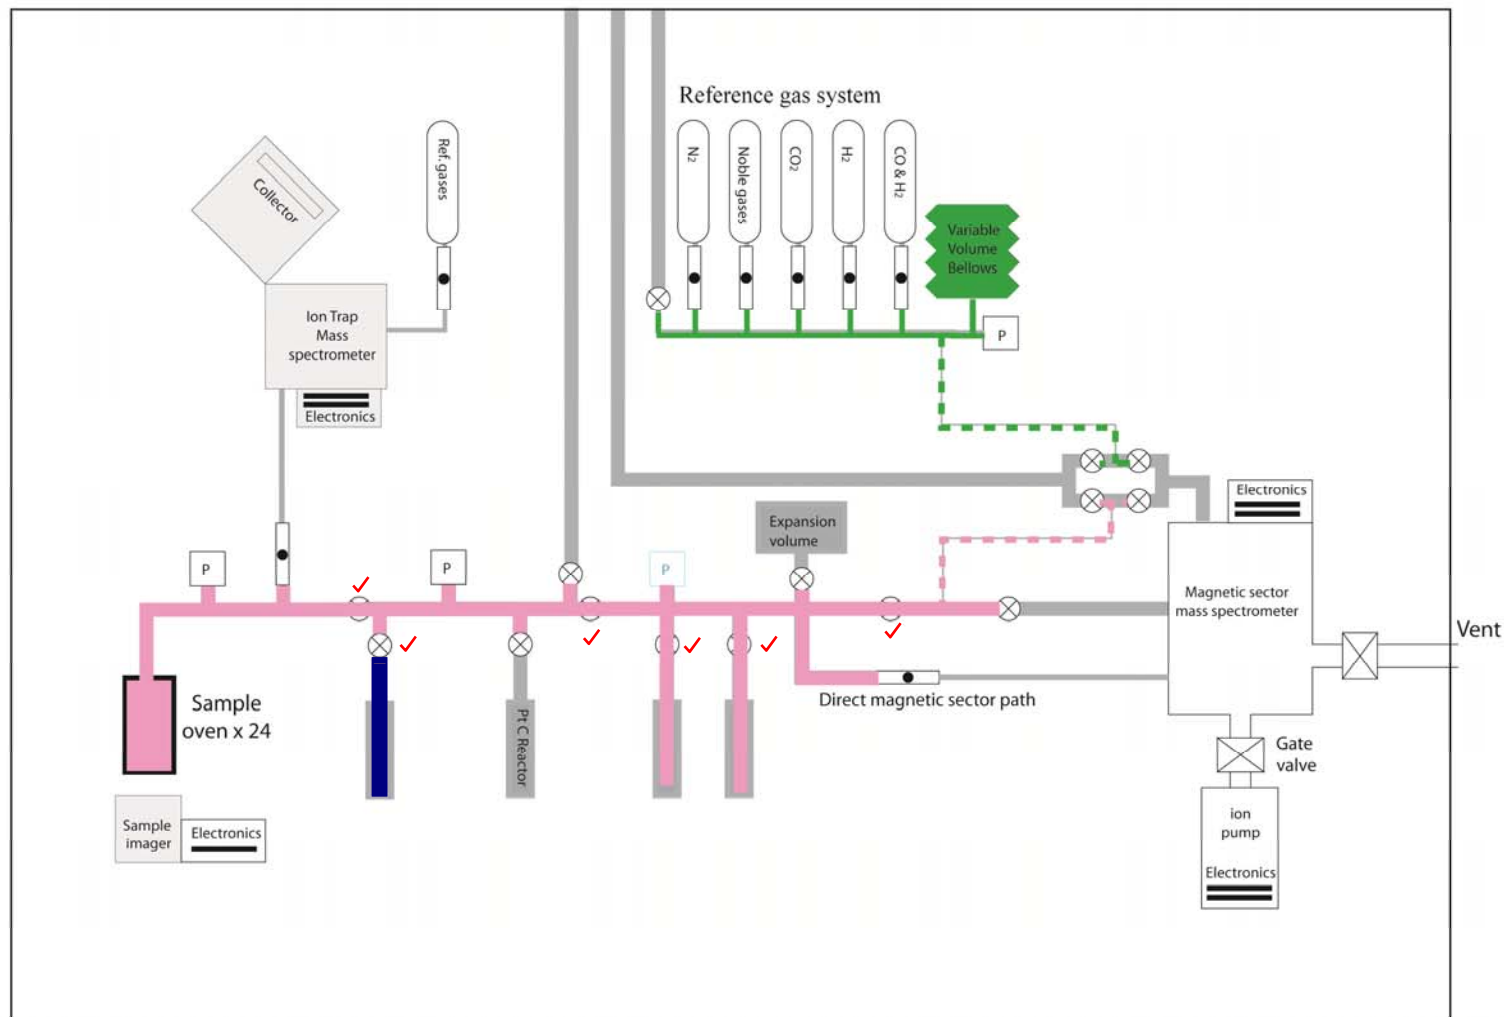 Reference gas system
Ref. gases
N2
Noble gases
CO2
H2
CO & H2
Collector
Variable
Volume
Bellows
Ion Trap
Mass
spectrometer
P
Electronics
Electronics
Expansion
volume
P
P
P
Magnetic sector
mass spectrometer
Vent
Sample
oven x 24
Direct magnetic sector path
Pt C Reactor
Gate
valve
Sample
imager
Electronics
ion
pump
Electronics